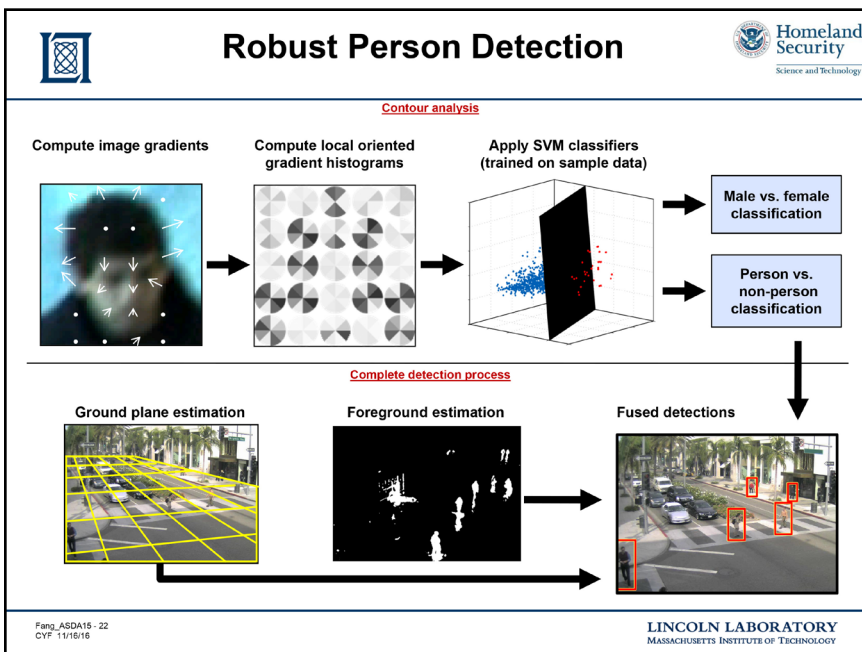 Robust Person Detection
Homeland
Security
Science and Technology
Contour analysis
Compute image gradients
Compute local oriented
gradient histograms
Apply SVM classifiers
(trained on sample data)
Male vs. female
classification
Person vs.
non-person
classification
Complete detection process
Ground plane estimation
Foreground estimation
Fused detections
Fang_ASDA15 - 22
CYF 11/16/16
LINCOLN LABORATORY
MASSACHUSETTS INSTITUTE OF TECHNOLOGY